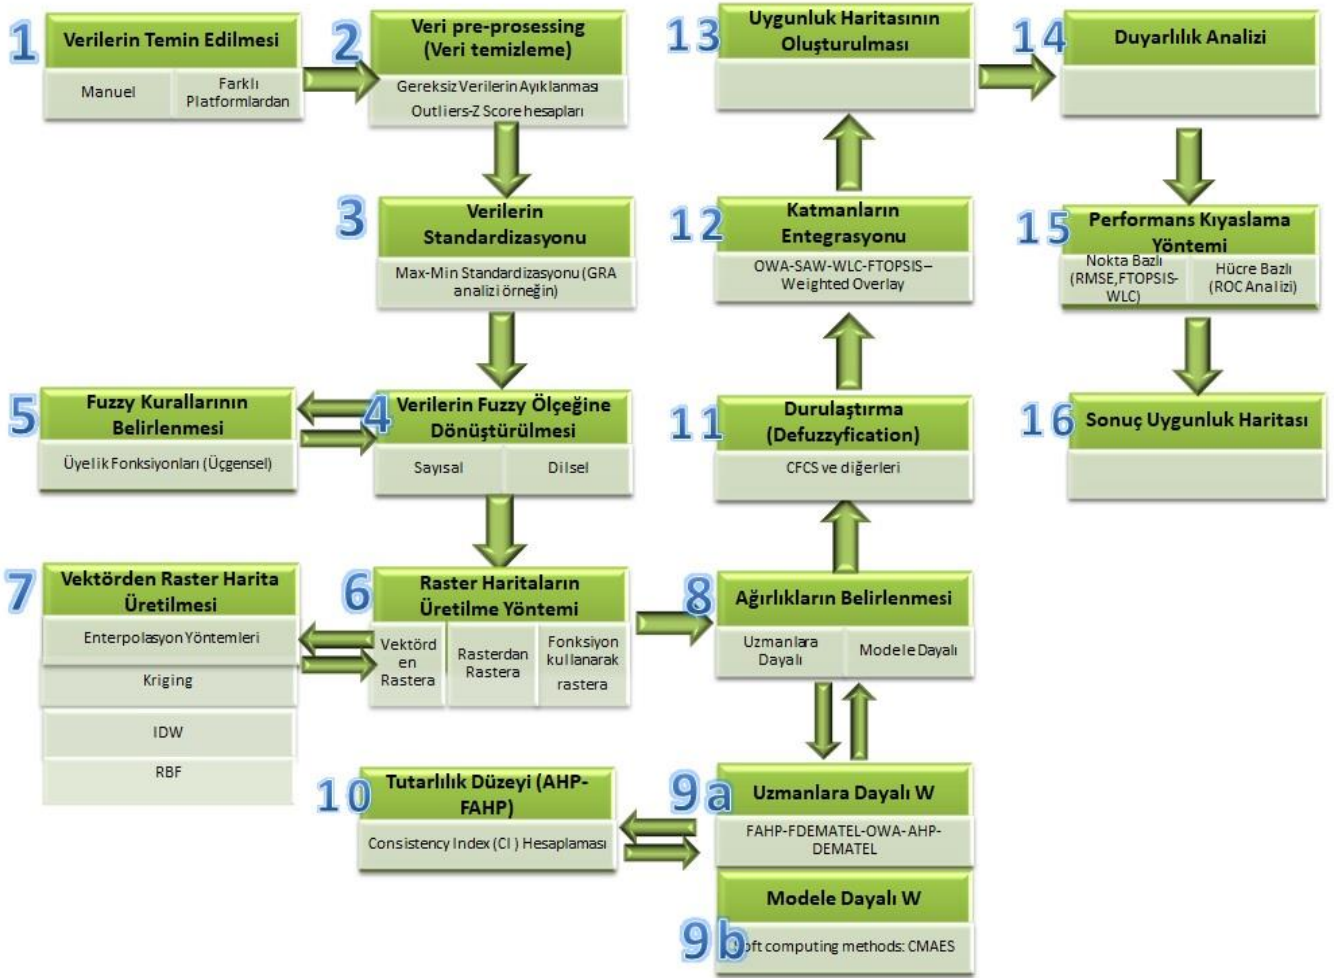 1
Verilerin Temin Edilmesi
Manuel
Farklı
Platformlardan
2
Veri pre-prosessing
(Veri temizleme)
Gereksiz Verilerin Ayıklanması
Outliers-Z Score hesapları
3
Verilerin
Standardizasyonu
Max-Min Standardizasyonu (GRA
analizi örneğin)
4
Verilerin Fuzzy Ölçeğine
Dönüştürülmesi
Sayısal
Dilsel
5
Fuzzy Kurallarının
Belirlenmesi
Üyelik Fonksiyonları (Üçgensel)
6
Raster Haritaların
Üretilme Yöntemi
Vektörd
en
Rastera
Rasterdan
Rastera
Fonksiyon
kullanarak
rastera
7
Vektörden Raster Harita
Üretilmesi
Enterpolasyon Yöntemleri
Kriging
IDW
RBF
8
Ağırlıkların Belirlenmesi
Uzmanlara
Dayalı
Modele Dayalı
9a
Uzmanlara Dayalı W
FAHP-FDEMATEL-OWA-AHP-
DEMATEL
9b
Modele Dayalı W
computing methods: CMAES
10
Tutarlılık Düzeyi (AHP-
FAHP)
Consistency Index (CI ) Hesaplaması
11
Durulaştırma
(Defuzzyfication)
CFCS ve diğerleri
12
Katmanların
Entegrasyonu
OWA-SAW-WLC-FTOPSIS–
Weighted Overlay
13
Uygunluk Haritasının
Oluşturulması
14
Duyarlılık Analizi
15
Performans Kıyaslama
Yöntemi
Nokta Bazlı
(RMSE,FTOPSIS-
WLC)
Hücre Bazlı
(ROC Analizi)
16
Sonuç Uygunluk Haritası